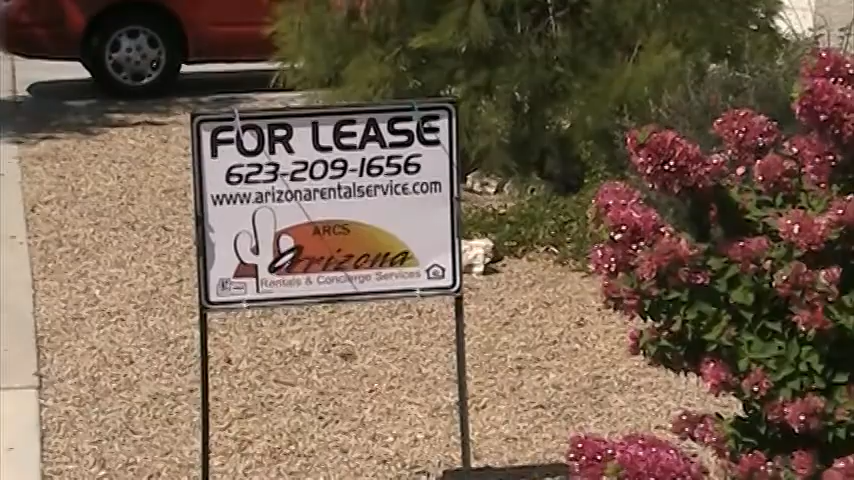 FOR LEASE
623-209-1656
www.arizonarentalservice.com
ARCS
Arizona
Rentals & Concierge Services